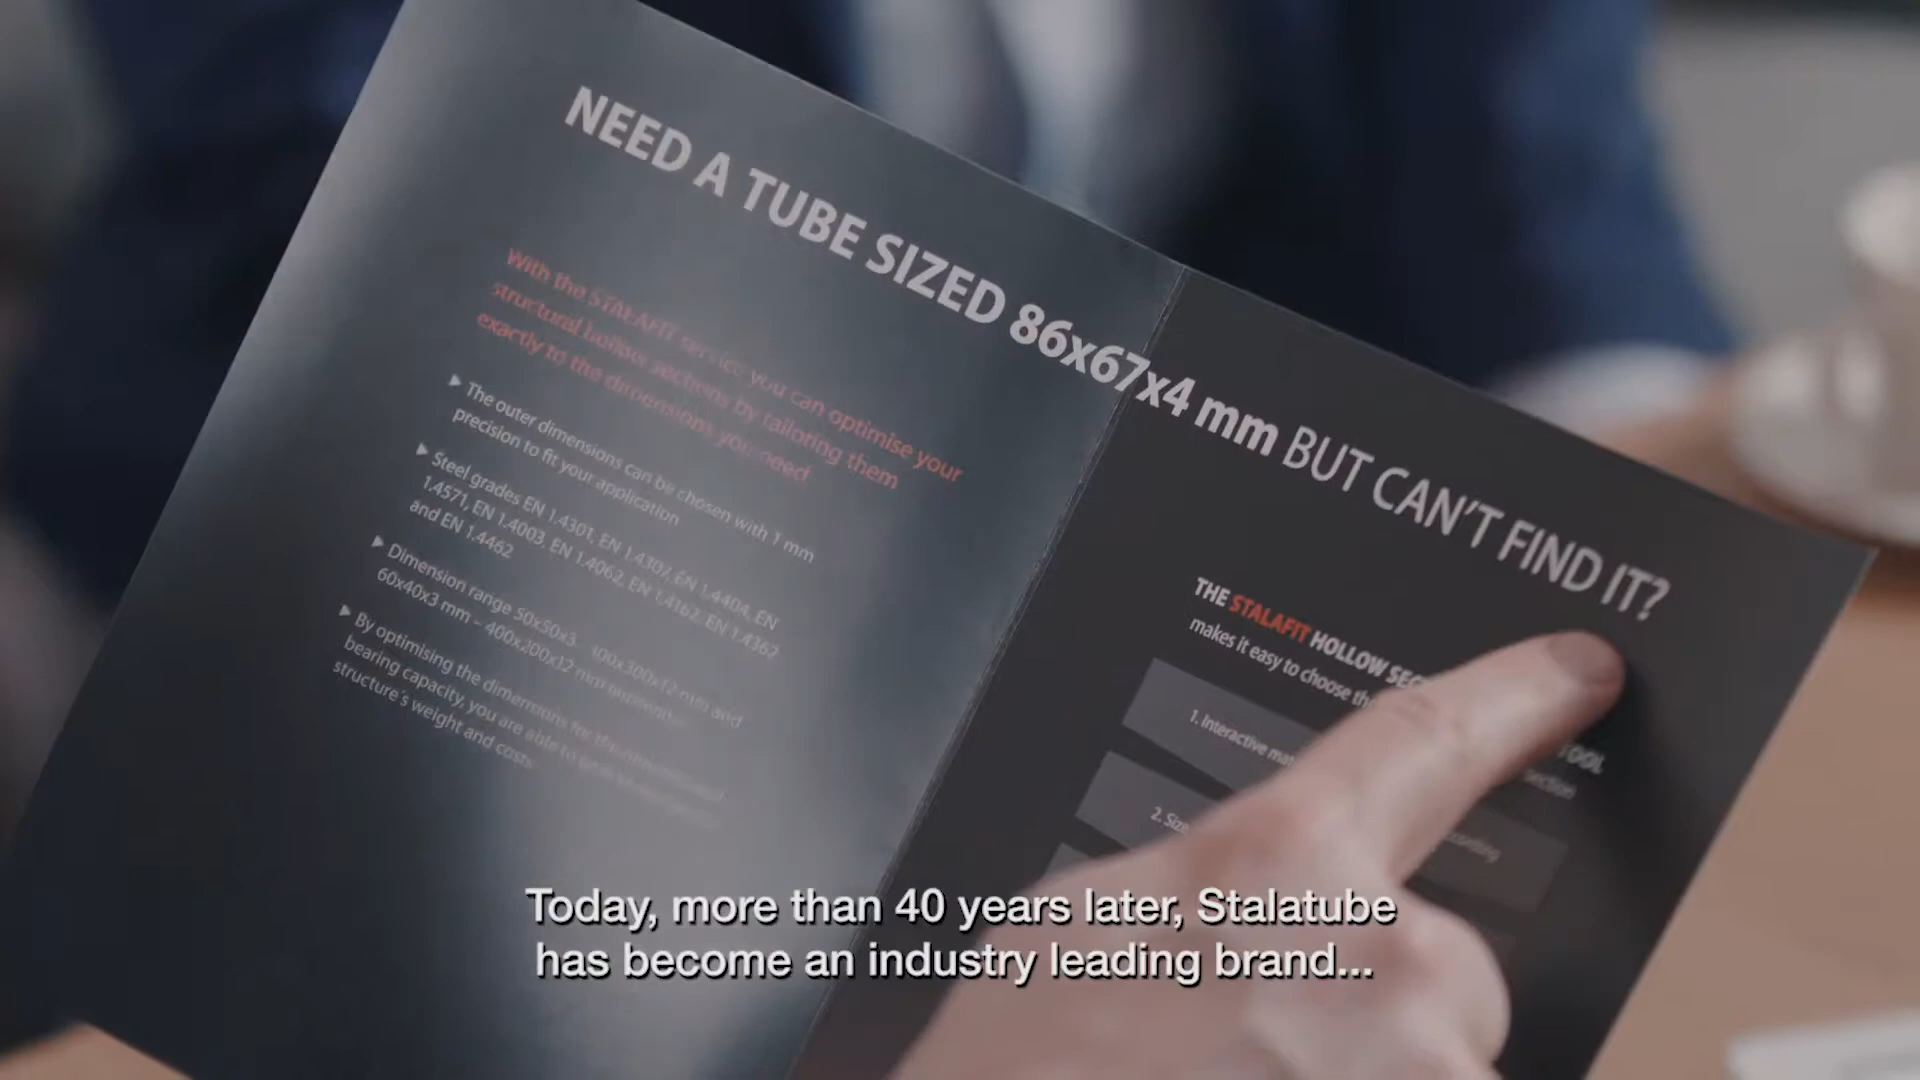 NEED A TUBE SIZED 86x67x4 mm BUT CAN'T FIND IT?
With the STALAFIT service you can optimise your
structural hollow sections by tailoring them
exactly to the dimensions you need
▶ The outer dimensions can be chosen with 1 mm
precision to fit your application
▶ Steel grades EN 1.4301, EN 1.4307, EN 1.4404, EN
1.4571, EN 1.4003, EN 1.4062, EN 1.4162, EN 1.4362
and EN 1.4462
▶ Dimension range 50x50x3 - 300x300x12 mm and
60x40x3 mm – 400x200x12 mm
▶ By optimising the dimensions for the
bearing capacity, you are able to
structure's weight and costs
THE STALAFIT HOLLOW SEC TOOL
makes it easy to choose the section
1. Interactive mat
2. Size
Today, more than 40 years later, Stalatube
has become an industry leading brand...